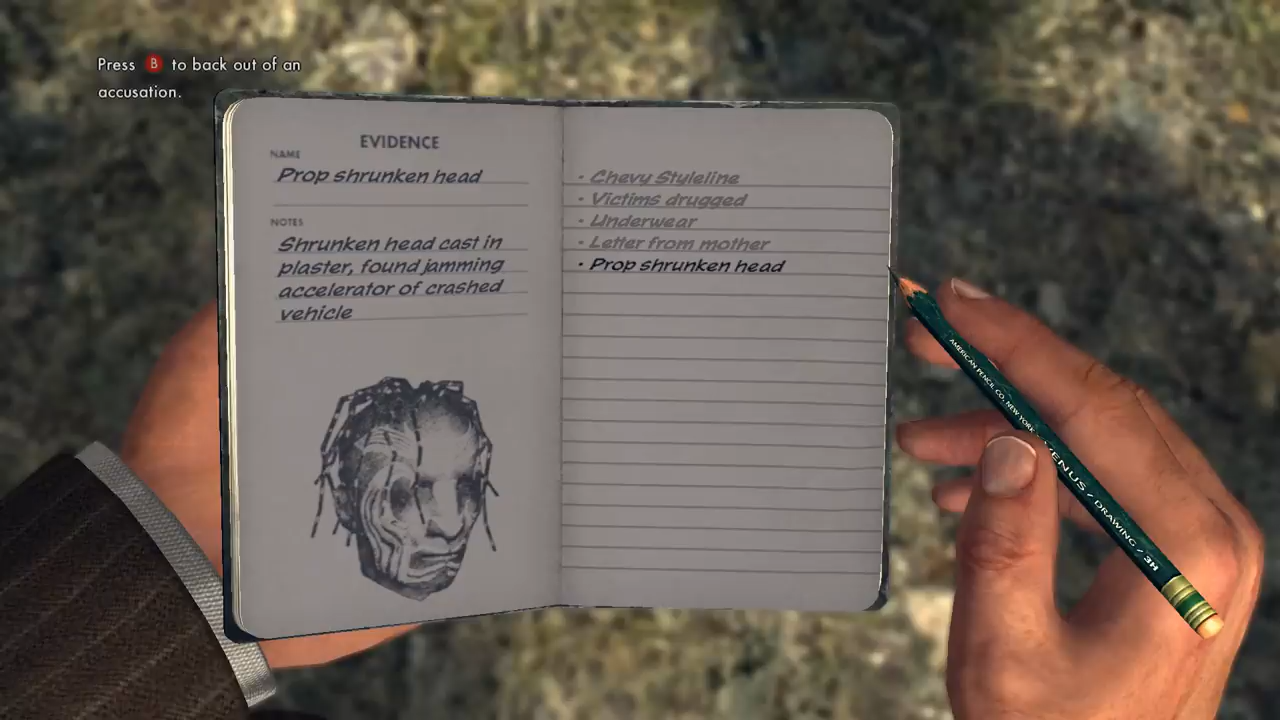 Press B to back out of an
accusation.
EVIDENCE
NAME
Prop shrunken head
NOTES
Shrunken head cast in
plaster, found jamming
accelerator of crashed
vehicle
· Chevy Styleline
· Victims drugged
· Underwear
· Letter from mother
· Prop shrunken head
AMERICAN PENCIL CO. NEW YORK VENUS / DRAWING / 3H